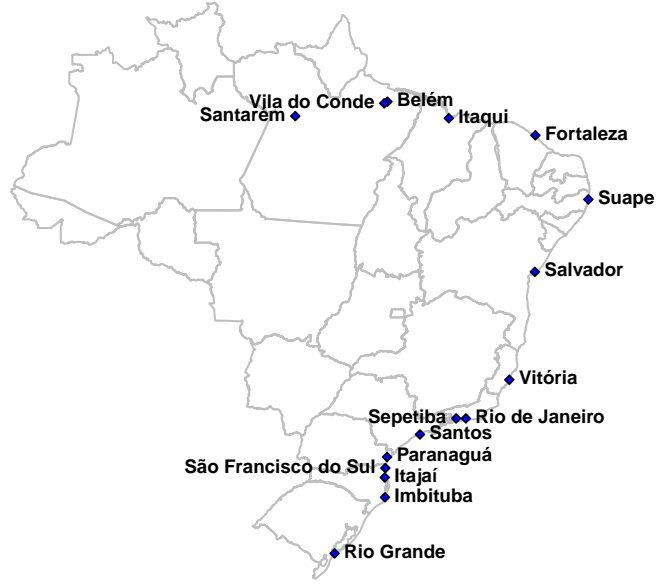 Vila do Conde
Belém
Santarém
Itaqui
Fortaleza
Suape
Salvador
Vitória
Sepetiba
Rio de Janeiro
Santos
Paranaguá
São Francisco do Sul
Itajaí
Imbituba
Rio Grande